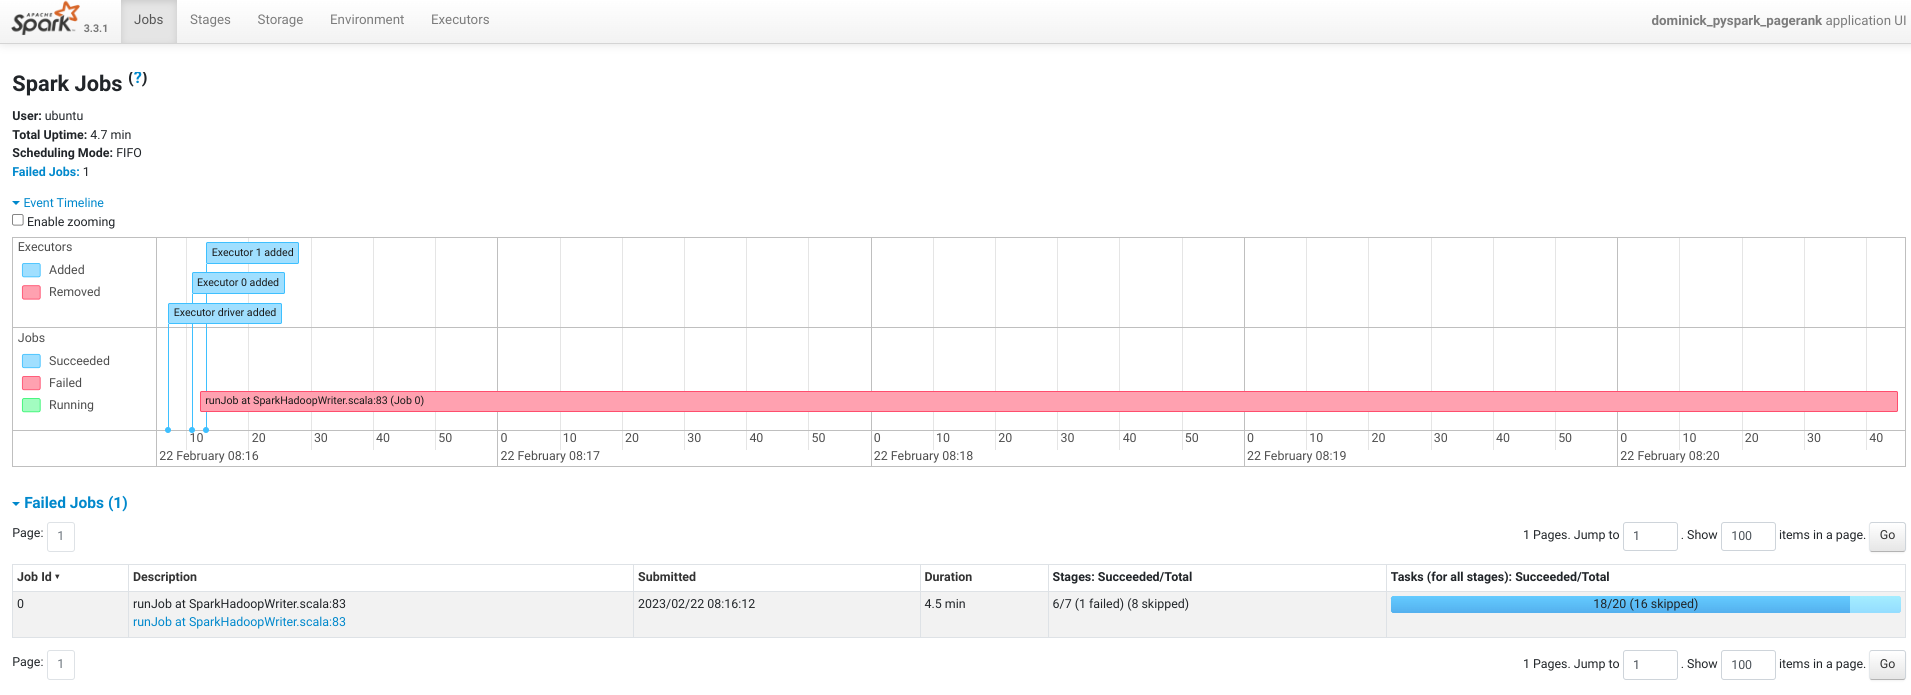 APACHE Spark 3.3.1 Jobs Stages Storage Environment Executors dominick_pyspark_pagerank application UI
Spark Jobs (?)
User: ubuntu
Total Uptime: 4.7 min
Scheduling Mode: FIFO
Failed Jobs: 1
Event Timeline
Enable zooming
Executors
Added
Removed
Executor 1 added
Executor 0 added
Executor driver added
Jobs
Succeeded
Failed
Running
runJob at SparkHadoopWriter.scala:83 (Job 0)
10 20 30 40 50 0 10 20 30 40 50 0 10 20 30 40 50 0 10 20 30 40 50 0 10 20 30 40
22 February 08:16 22 February 08:17 22 February 08:18 22 February 08:19 22 February 08:20
Failed Jobs (1)
Page: 1 1 Pages. Jump to 1 . Show 100 items in a page. Go
Job Id Description Submitted Duration Stages: Succeeded/Total Tasks (for all stages): Succeeded/Total
0 runJob at SparkHadoopWriter.scala:83 2023/02/22 08:16:12 4.5 min 6/7 (1 failed) (8 skipped) 18/20 (16 skipped)
runJob at SparkHadoopWriter.scala:83
Page: 1 1 Pages. Jump to 1 . Show 100 items in a page. Go